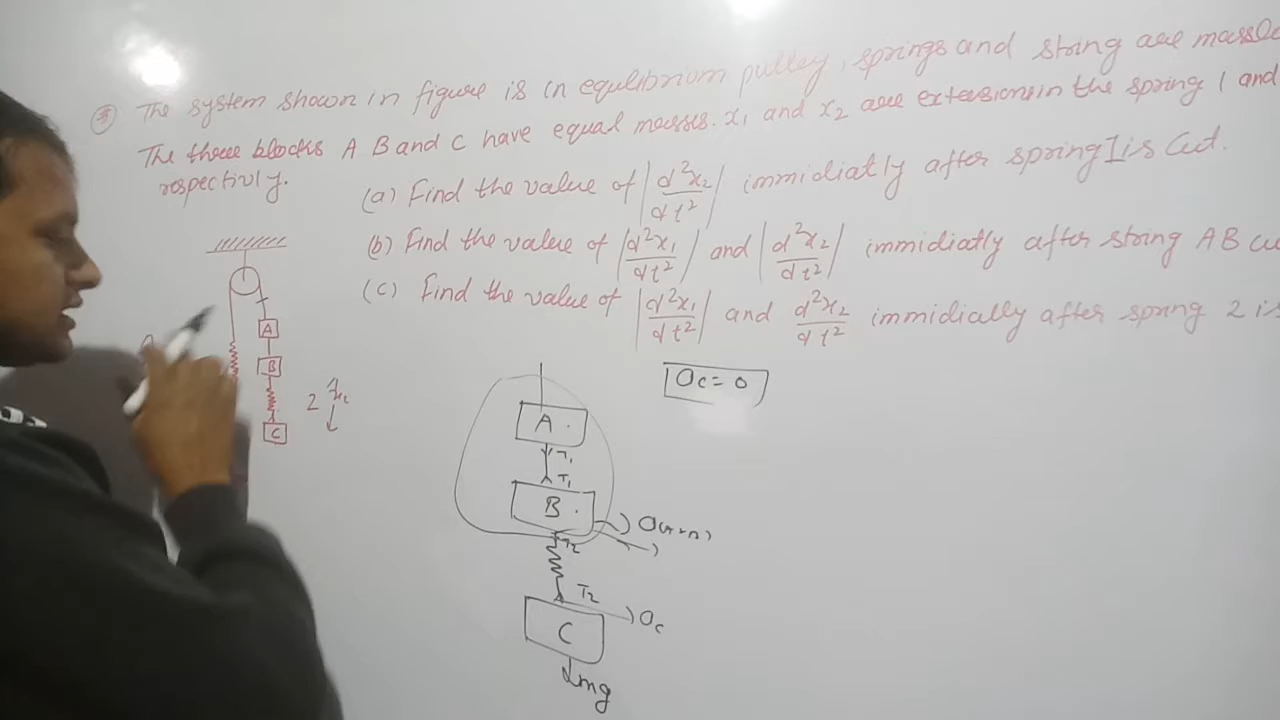 The system shown in figure is in equilibrium pulley, springs and string are
The three blocks A B and C have equal masses. x₁ and x₂ are extensions in the spring 1 and
respectivly.
(a) Find the value of |d²x₂/dt²| immidiatly after spring 1 is Cut.
(b) Find the value of |d²x₁/dt²| and |d²x₂/dt²| immidiatly after string AB
(c) Find the value of |d²x₁/dt²| and d²x₂/dt² immidially after spring 2 is
A
B
2 x₂
C
a_c = 0
A
T₁
T₁
B
T₂
T₂
a_c
C
mg